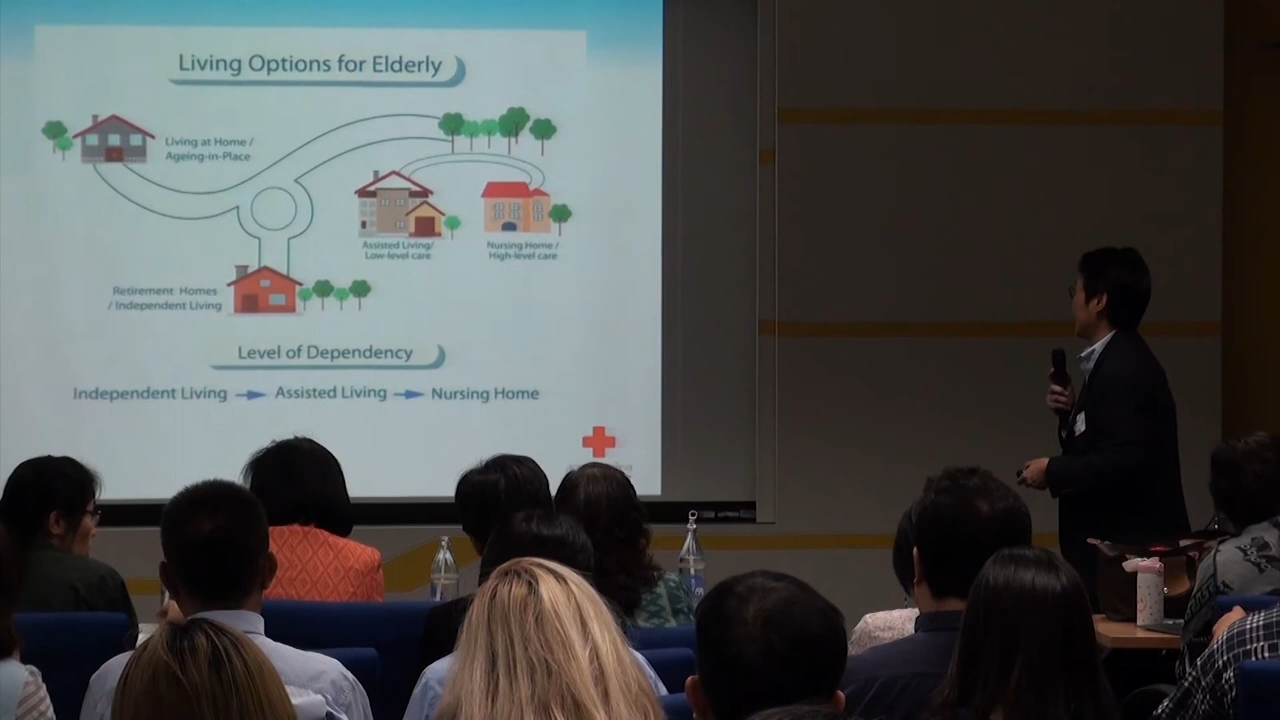 Living Options for Elderly
Living at Home /
Ageing-in-Place
Assisted Living/
Low-level care
Nursing Home /
High-level care
Retirement Homes
/ Independent Living
Level of Dependency
Independent Living
Assisted Living
Nursing Home